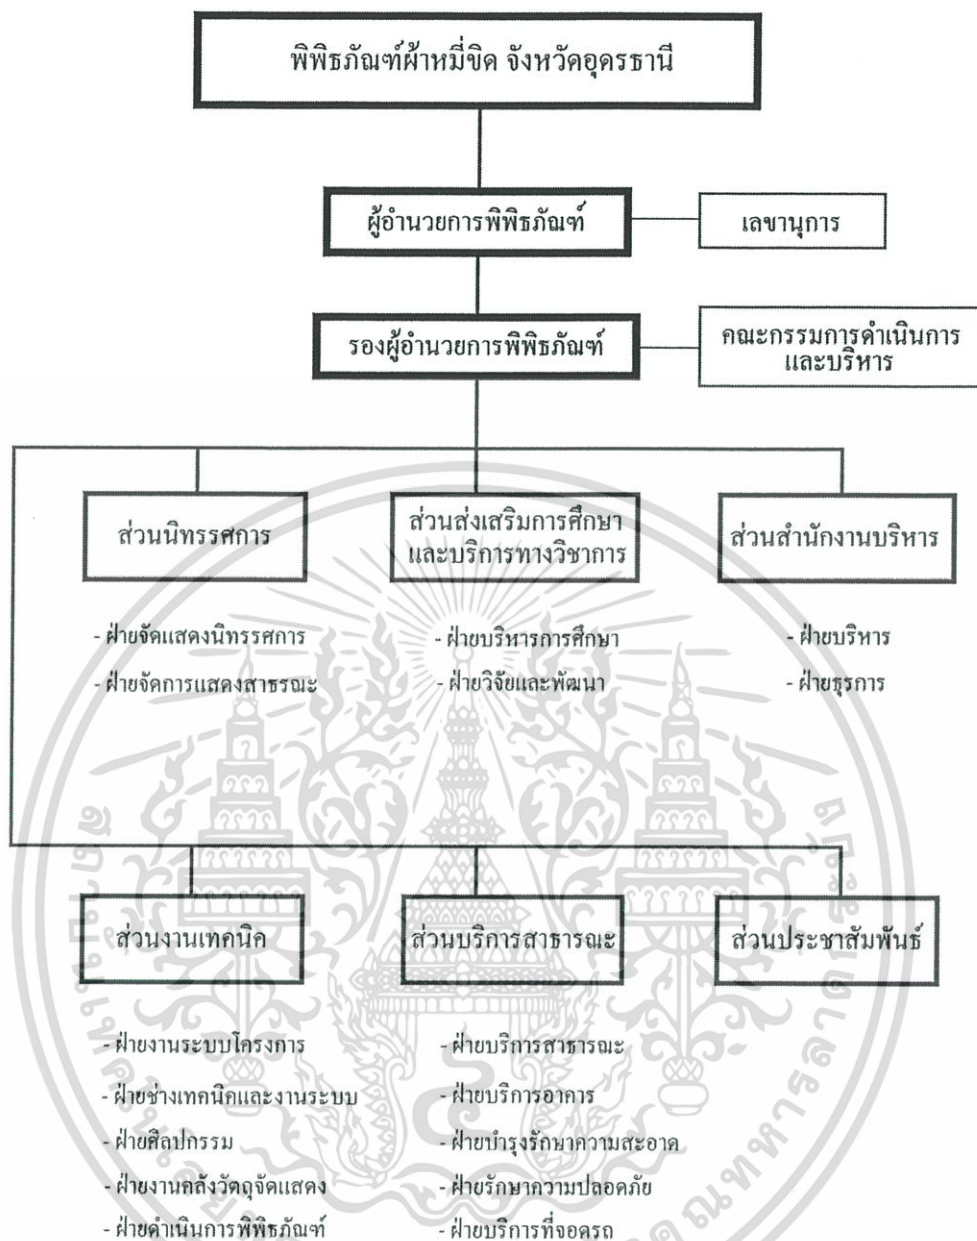 พิพิธภัณฑ์ผ้าหมี่ขิด จังหวัดอุดรธานี
ผู้อำนวยการพิพิธภัณฑ์
เลขานุการ
รองผู้อำนวยการพิพิธภัณฑ์
คณะกรรมการดำเนินการ
และบริหาร
ส่วนนิทรรศการ
ส่วนส่งเสริมการศึกษา
และบริการทางวิชาการ
ส่วนสำนักงานบริหาร
- ฝ่ายจัดแสดงนิทรรศการ
- ฝ่ายจัดการแสดงสาธรณะ
- ฝ่ายบริหารการศึกษา
- ฝ่ายวิจัยและพัฒนา
- ฝ่ายบริหาร
- ฝ่ายธุรการ
ส่วนงานเทคนิค
ส่วนบริการสาธารณะ
ส่วนประชาสัมพันธ์
- ฝ่ายงานระบบโครงการ
- ฝ่ายช่างเทคนิคและงานระบบ
- ฝ่ายศิลปกรรม
- ฝ่ายงานคลังวัตถุจัดแสดง
- ฝ่ายดำเนินการพิพิธภัณฑ์
- ฝ่ายบริการสาธารณะ
- ฝ่ายบริการอาคาร
- ฝ่ายบำรุงรักษาความสะอาด
- ฝ่ายรักษาความปลอดภัย
- ฝ่ายบริการที่จอดรถ